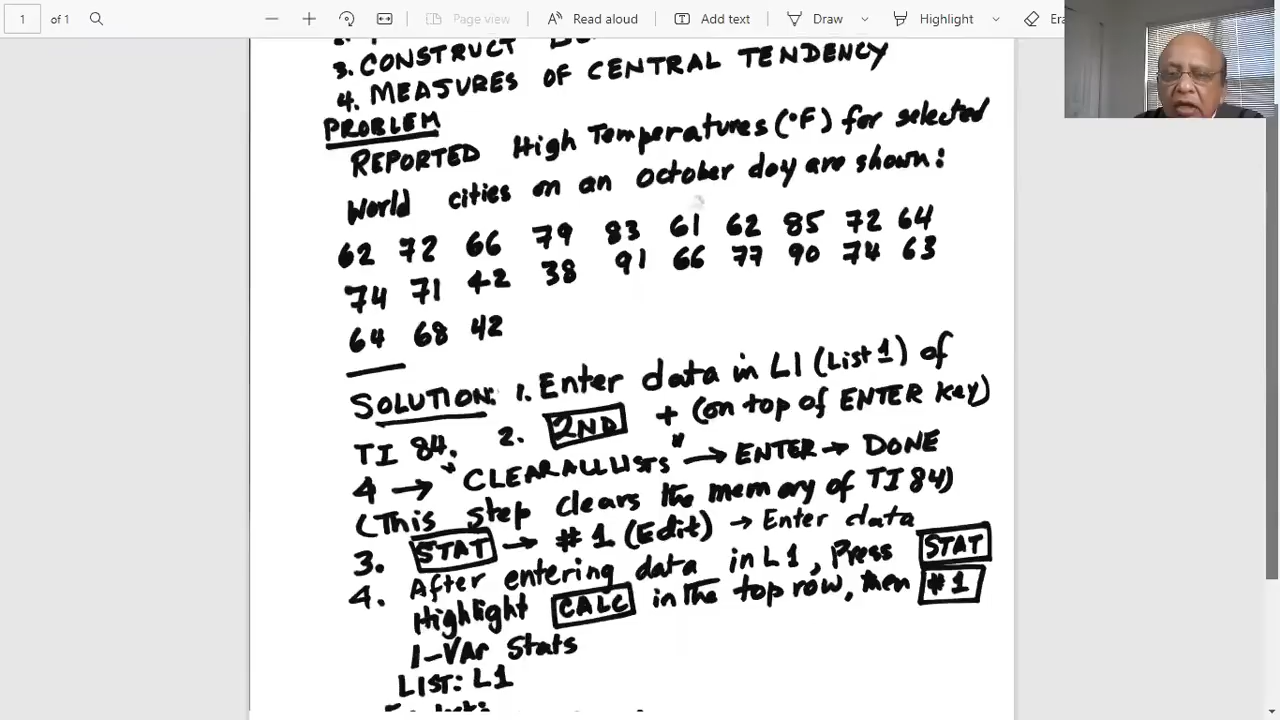 1 of 1 Page view Read aloud Add text Draw Highlight
3. CONSTRUCT
4. MEASURES OF CENTRAL TENDENCY
PROBLEM
REPORTED High Temperatures (°F) for selected
World cities on an October day are shown:
62 72 66 79 83 61 62 85 72 64
74 71 42 38 91 66 77 90 74 63
64 68 42
SOLUTION: 1. Enter data in L1 (List 1) of
TI 84. 2. 2ND + (on top of ENTER key)
4 → "CLEARALLLISTS" → ENTER → DONE
(This step clears the memory of TI 84)
3. STAT → #1 (Edit) → Enter data
4. After entering data in L1, Press STAT
Highlight CALC in the top row, then #1
1-VAr Stats
LIST: L1